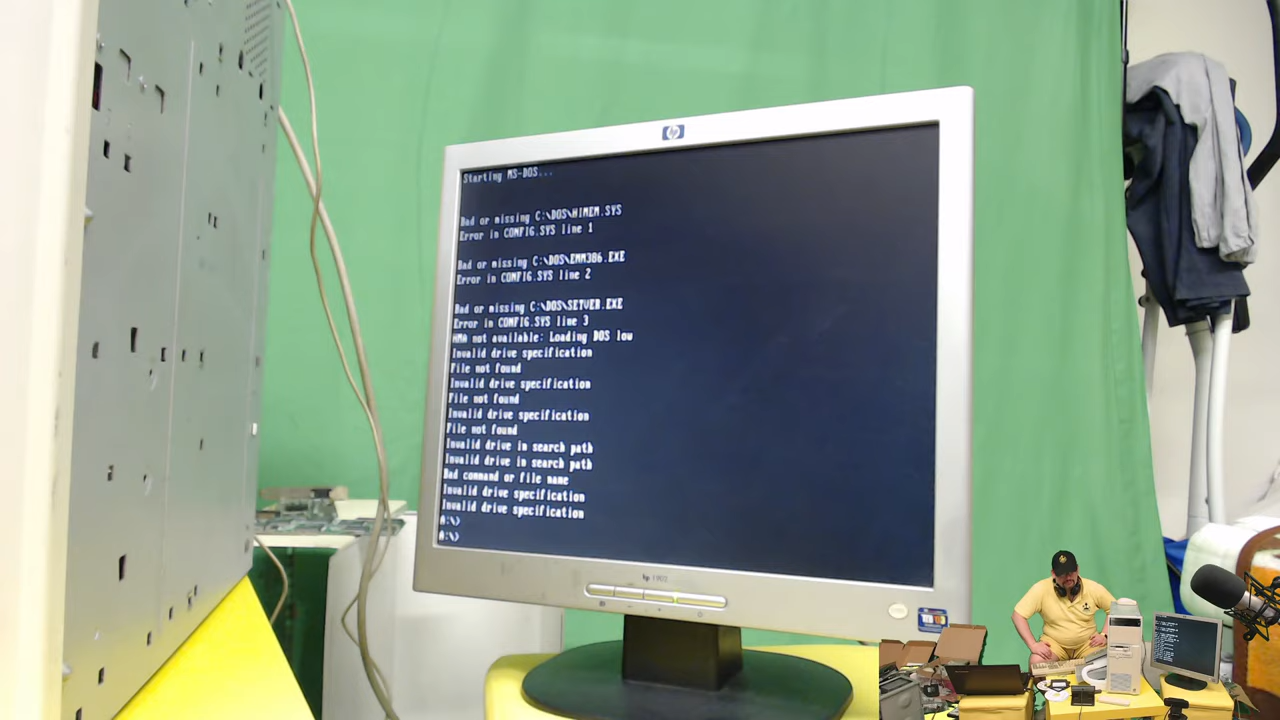 hp
Starting MS-DOS...
Bad or missing C:\DOS\HIMEM.SYS
Error in CONFIG.SYS line 1
Bad or missing C:\DOS\EMM386.EXE
Error in CONFIG.SYS line 2
Bad or missing C:\DOS\SETVER.EXE
Error in CONFIG.SYS line 3
HMA not available: Loading DOS low
Invalid drive specification
File not found
Invalid drive specification
File not found
Invalid drive specification
File not found
Invalid drive in search path
Invalid drive in search path
Bad command or file name
Invalid drive specification
Invalid drive specification
A:\>
A:\>
hp